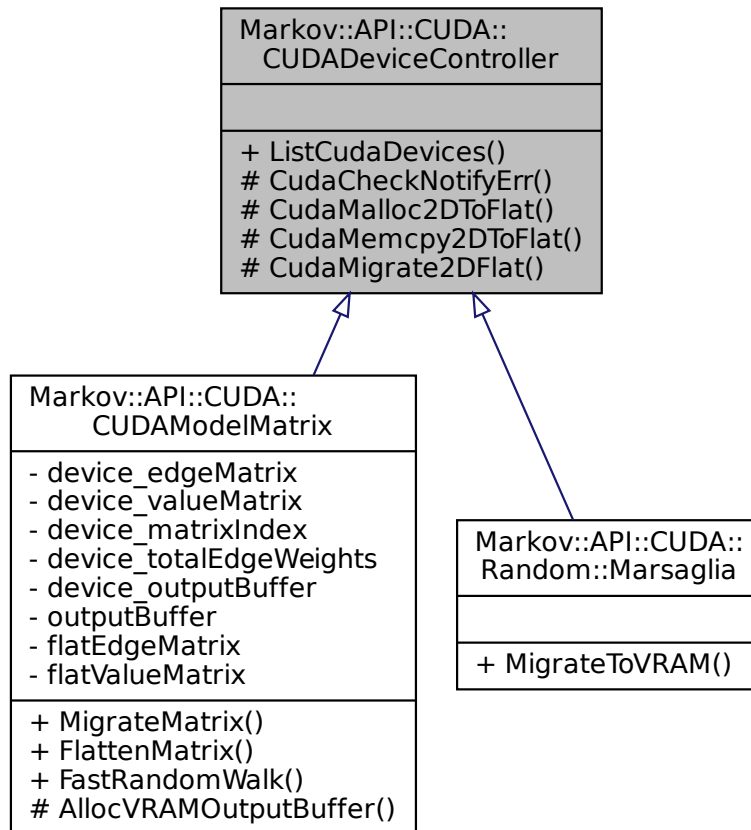 Markov::API::CUDA::
CUDADeviceController
+ ListCudaDevices()
# CudaCheckNotifyErr()
# CudaMalloc2DToFlat()
# CudaMemcpy2DToFlat()
# CudaMigrate2DFlat()
Markov::API::CUDA::
CUDAModelMatrix
- device_edgeMatrix
- device_valueMatrix
- device_matrixIndex
- device_totalEdgeWeights
- device_outputBuffer
- outputBuffer
- flatEdgeMatrix
- flatValueMatrix
+ MigrateMatrix()
+ FlattenMatrix()
+ FastRandomWalk()
# AllocVRAMOutputBuffer()
Markov::API::CUDA::
Random::Marsaglia
+ MigrateToVRAM()